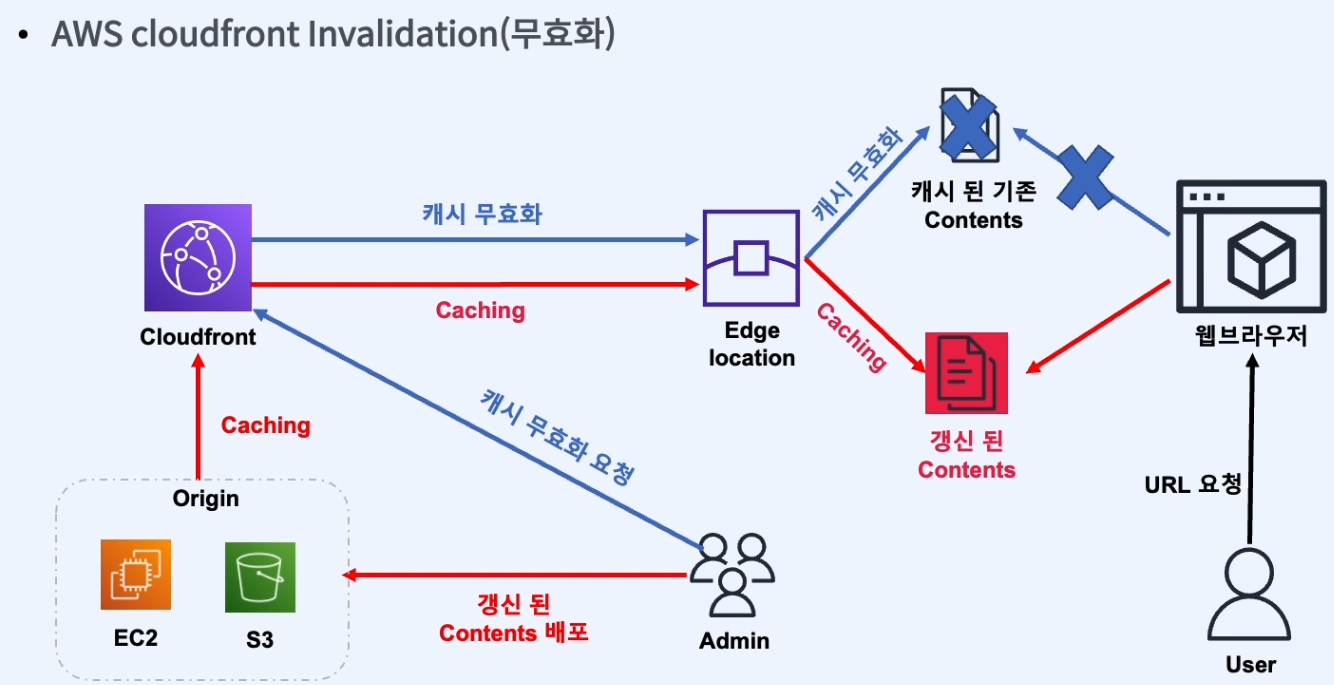 • AWS cloudfront Invalidation(무효화)
캐시 무효화
캐시 무효화
캐시 된 기존
Contents
Caching
Cloudfront
Edge
location
Caching
웹브라우저
캐시 무효화 요청
Caching
갱신 된
Contents
Origin
URL 요청
갱신 된
Contents 배포
EC2
S3
Admin
User